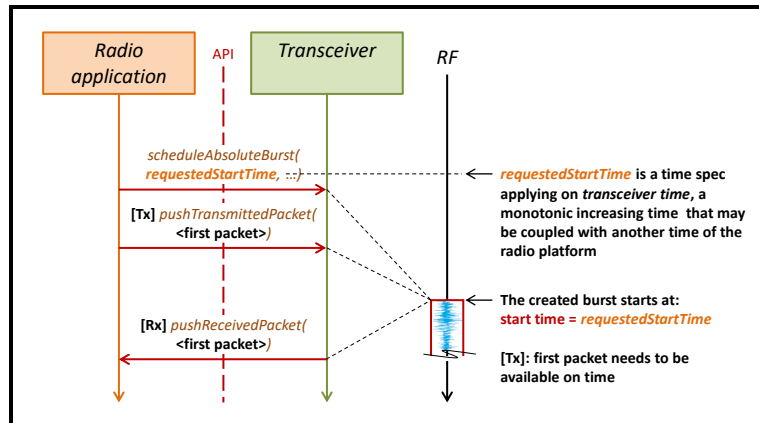 Radio
application
API
Transceiver
RF
scheduleAbsoluteBurst(
requestedStartTime, ...)
requestedStartTime is a time spec
applying on transceiver time, a
monotonic increasing time that may
be coupled with another time of the
radio platform
[Tx] pushTransmittedPacket(
<first packet>)
The created burst starts at:
start time = requestedStartTime
[Rx] pushReceivedPacket(
<first packet>)
[Tx]: first packet needs to be
available on time